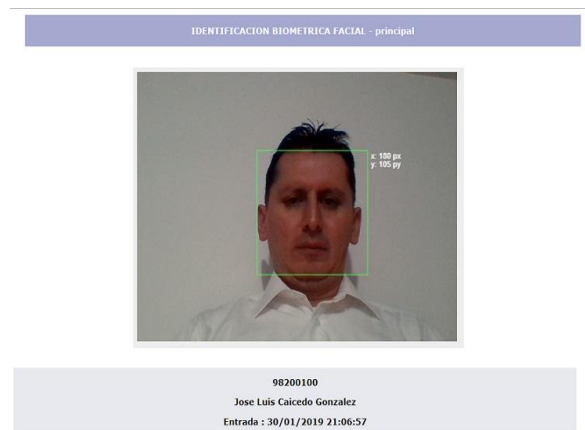 IDENTIFICACION BIOMETRICA FACIAL - principal
x: 180 px
y: 105 py
98200100
Jose Luis Caicedo Gonzalez
Entrada : 30/01/2019 21:06:57